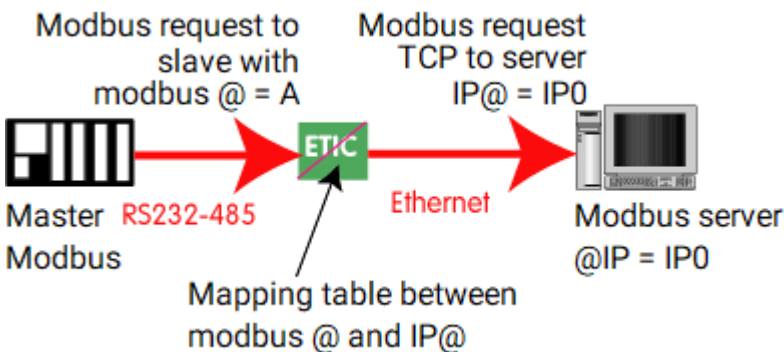 Modbus request to
slave with
modbus @ = A
Modbus request
TCP to server
IP@ = IP0
ETIC
RS232-485
Ethernet
Master
Modbus
Modbus server
@IP = IP0
Mapping table between
modbus @ and IP@